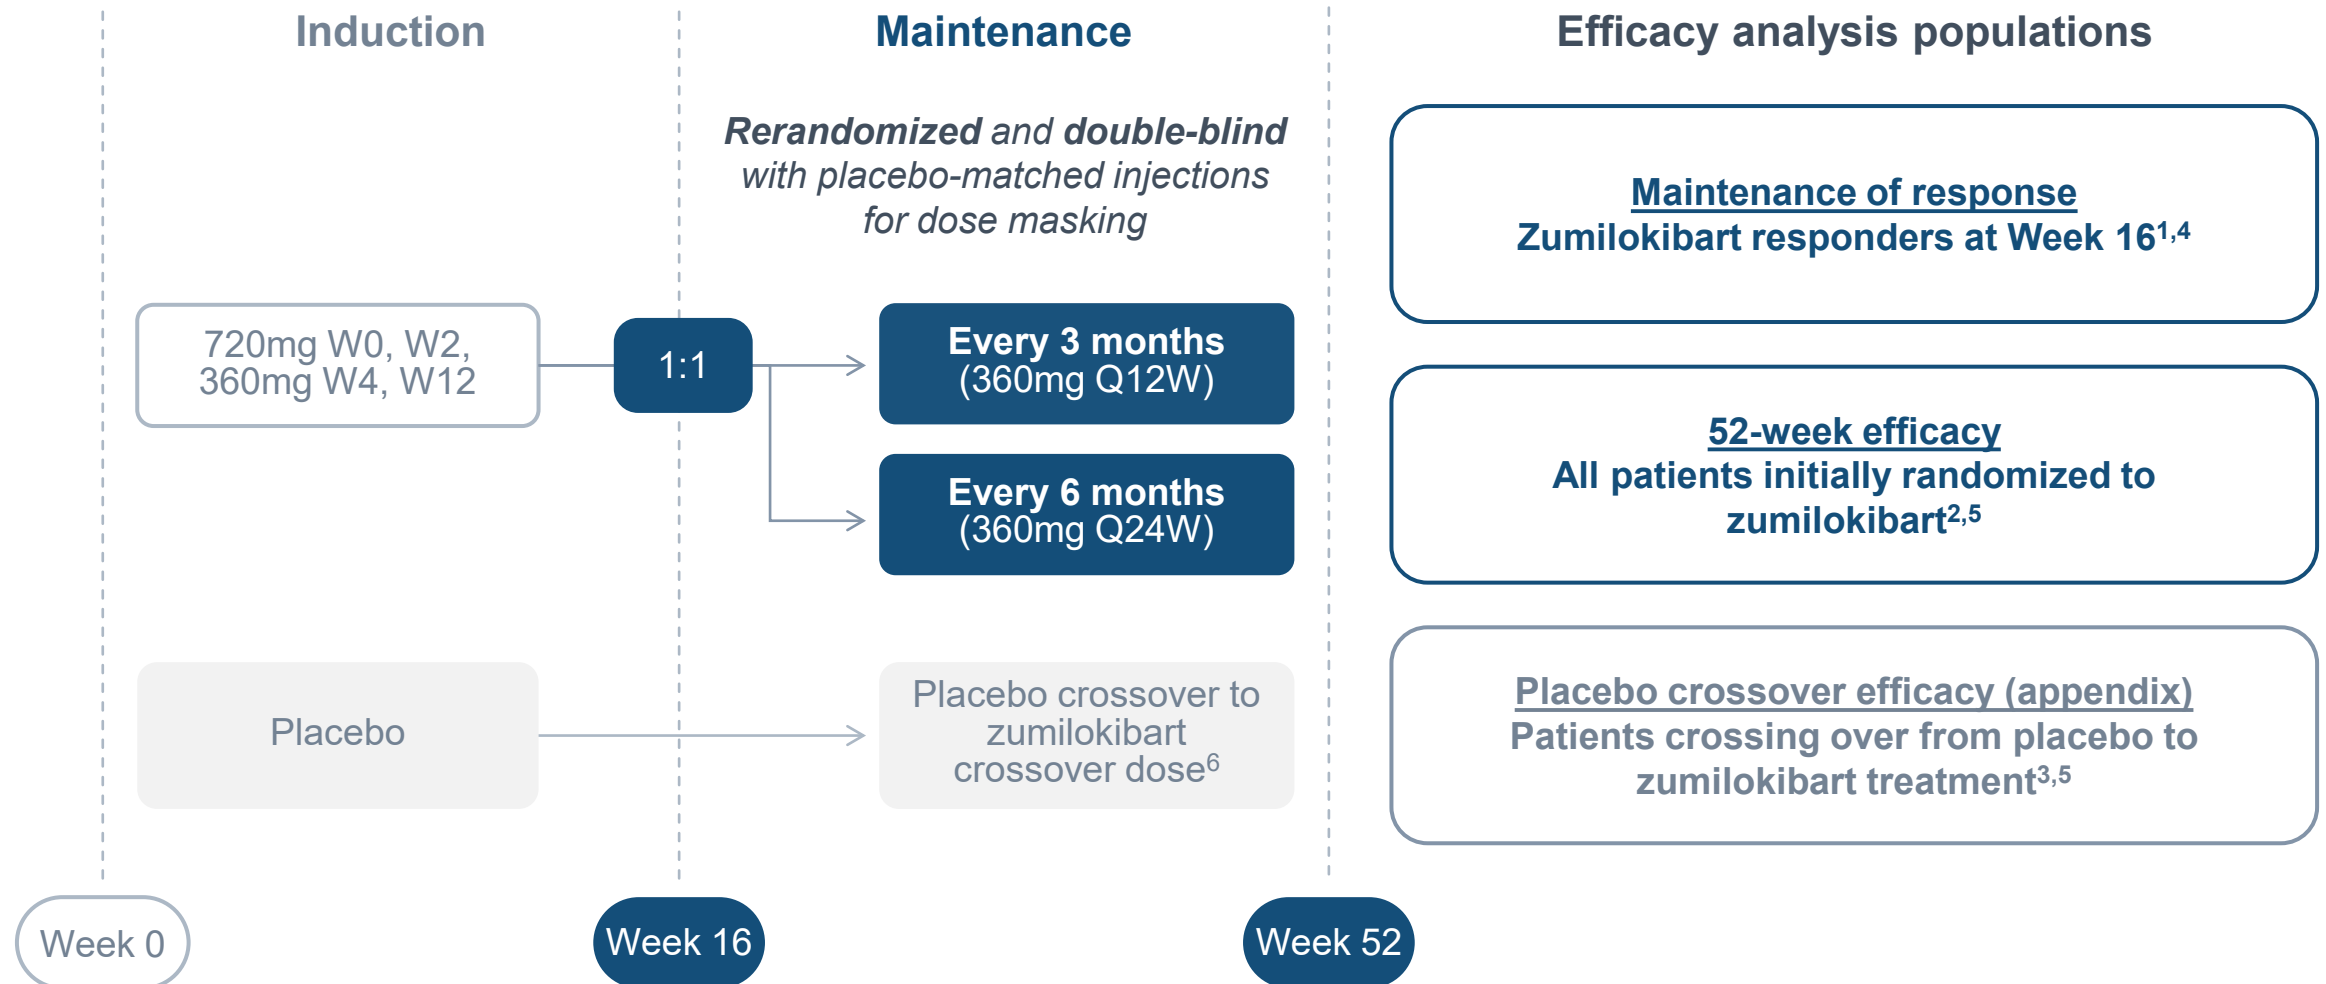 Induction
Maintenance
Efficacy analysis populations
Rerandomized and double-blind
with placebo-matched injections
for dose masking
720mg W0, W2,
360mg W4, W12
1:1
Every 3 months
(360mg Q12W)
Every 6 months
(360mg Q24W)
Placebo
Placebo crossover to
zumilokibart
crossover dose6
Maintenance of response
Zumilokibart responders at Week 161,4
52-week efficacy
All patients initially randomized to
zumilokibart2,5
Placebo crossover efficacy (appendix)
Patients crossing over from placebo to
zumilokibart treatment3,5
Week 0
Week 16
Week 52